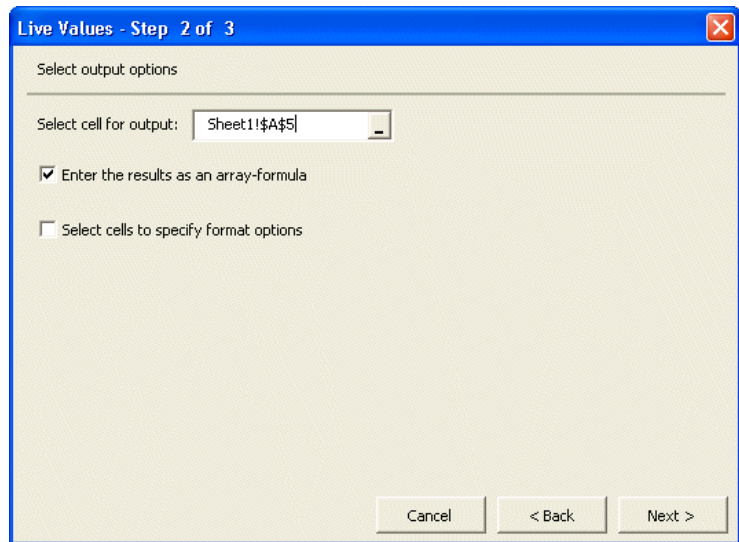 Live Values - Step 2 of 3
Select output options
Select cell for output: Sheet1!$A$5
Enter the results as an array-formula
Select cells to specify format options
Cancel < Back Next >